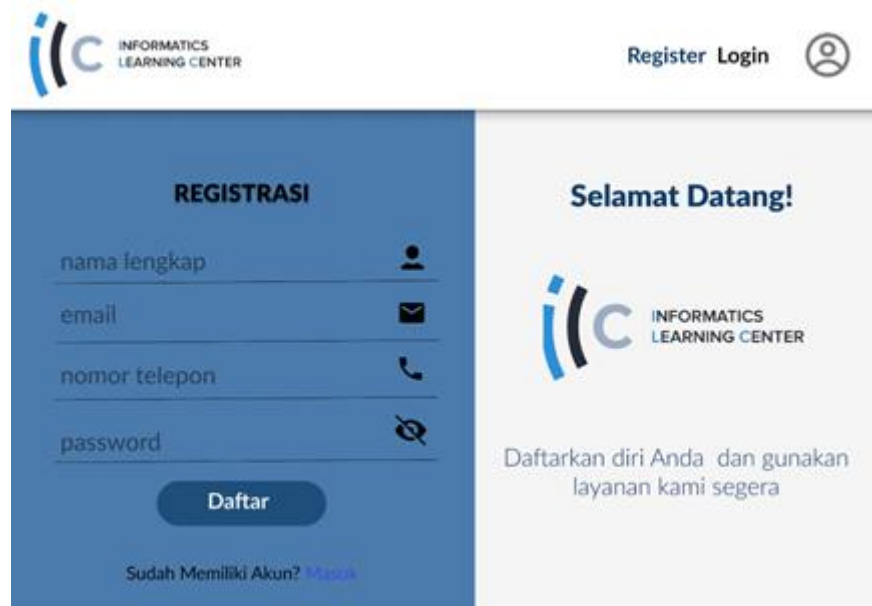 INFORMATICS
LEARNING CENTER
Register Login
REGISTRASI
nama lengkap
email
nomor telepon
password
Daftar
Sudah Memiliki Akun? Masuk
Selamat Datang!
INFORMATICS
LEARNING CENTER
Daftarkan diri Anda dan gunakan
layanan kami segera